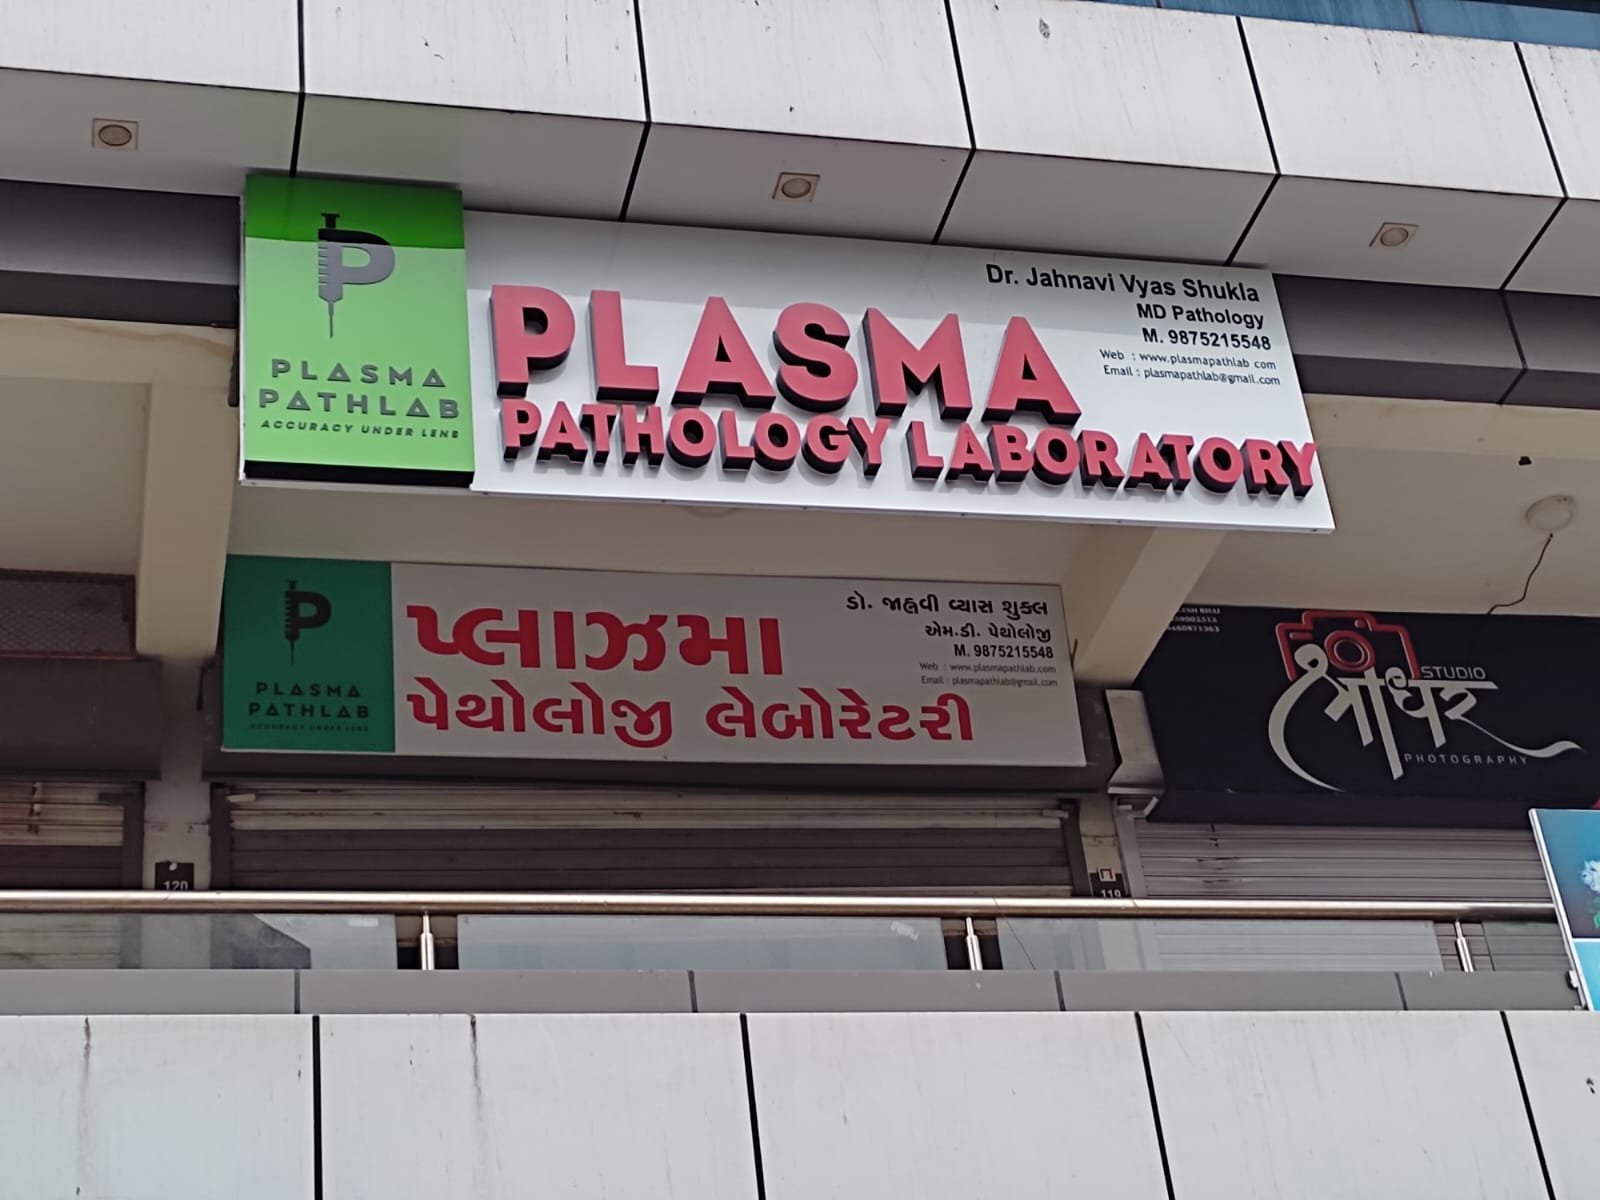 P
PLASMA
PATHLAB
ACCURACY UNDER LENS
PLASMA
PATHOLOGY LABORATORY
Dr. Jahnavi Vyas Shukla
MD Pathology
M. 9875215548
Web : www.plasmapathlab com
Email : plasmapathlab@gmail.com
P
PLASMA
PATHLAB
ACCURACY UNDER LENS
પ્લાઝમા
પેથોલોજી લેબોરેટરી
ડો. જાહ્નવી વ્યાસ શુક્લ
એમ.ડી. પેથોલોજી
M. 9875215548
Web : www.plasmapathlab.com
Email : plasmapathlab@gmail.com
STUDIO
શ્રીધર
PHOTOGRAPHY
120
119